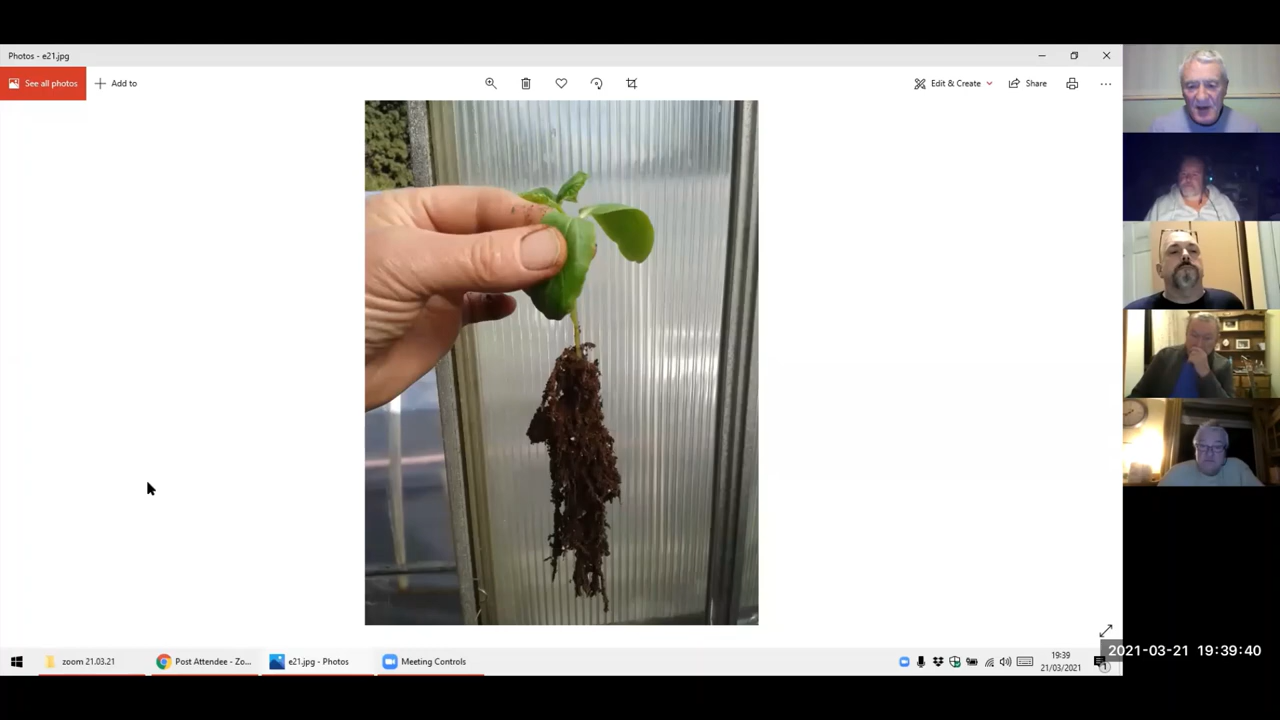 Photos - e21.jpg
See all photos
Add to
Edit & Create
Share
zoom 21.03.21
Post Attendee - Zo...
e21.jpg - Photos
Meeting Controls
19:39
21/03/2021
1
2021-03-21 19:39:40